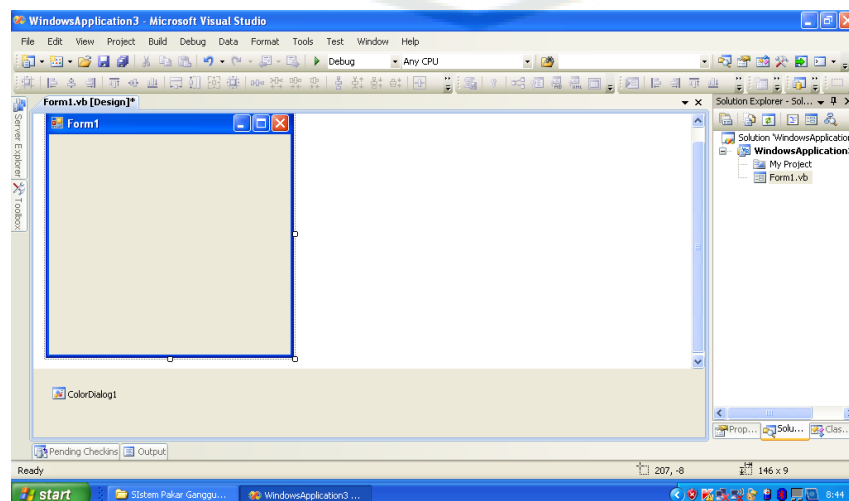 WindowsApplication3 - Microsoft Visual Studio
File Edit View Project Build Debug Data Format Tools Test Window Help
Debug Any CPU
Form1.vb [Design]*
Solution Explorer - Sol...
Server Explorer
Toolbox
Form1
Solution 'WindowsApplication
WindowsApplication3
My Project
Form1.vb
ColorDialog1
Prop... Solu... Clas...
Pending Checkins Output
Ready 207, -8 146 x 9
start SIstem Pakar Ganggu... WindowsApplication3 ... 8:44